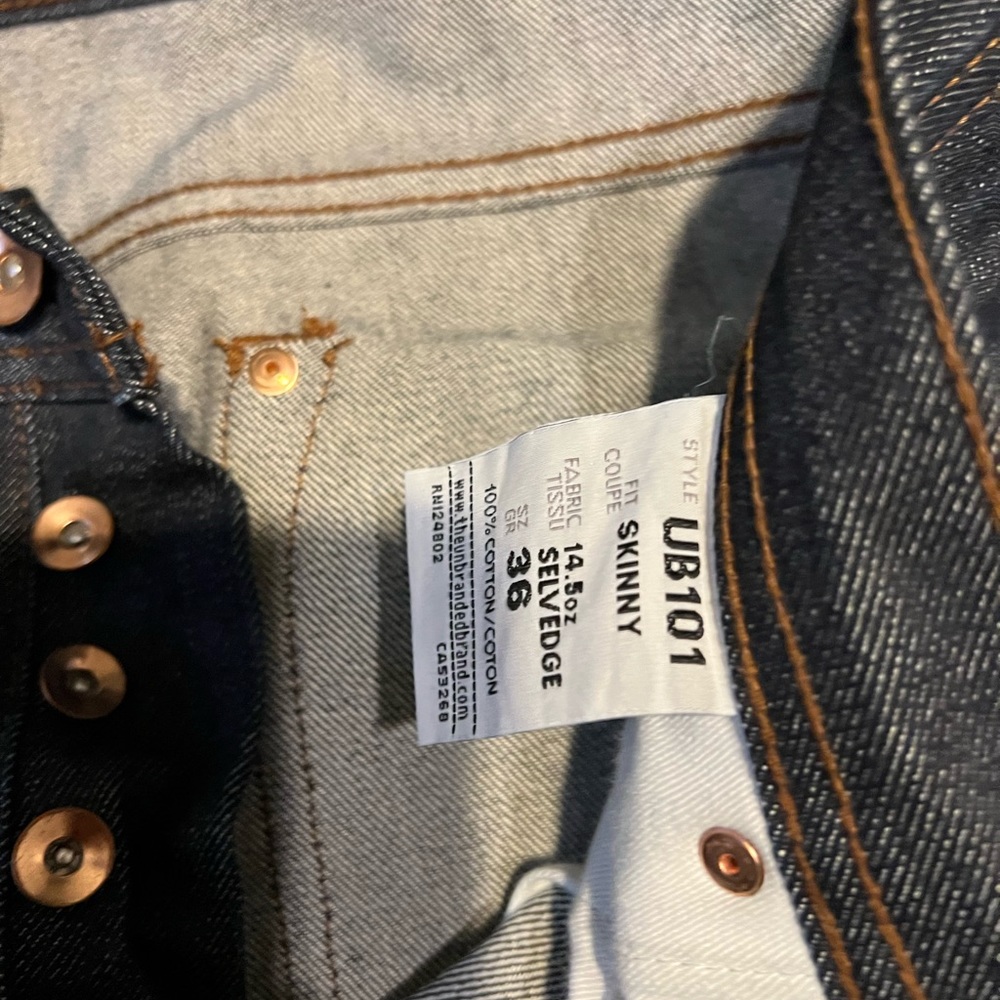 STYLE UB101
FIT
COUPE SKINNY
FABRIC 14.5oz
TISSU SELVEDGE
SZ
GR 36
100% COTTON/COTON
www.theunbrandedbrand.com
RN124802 CA53268